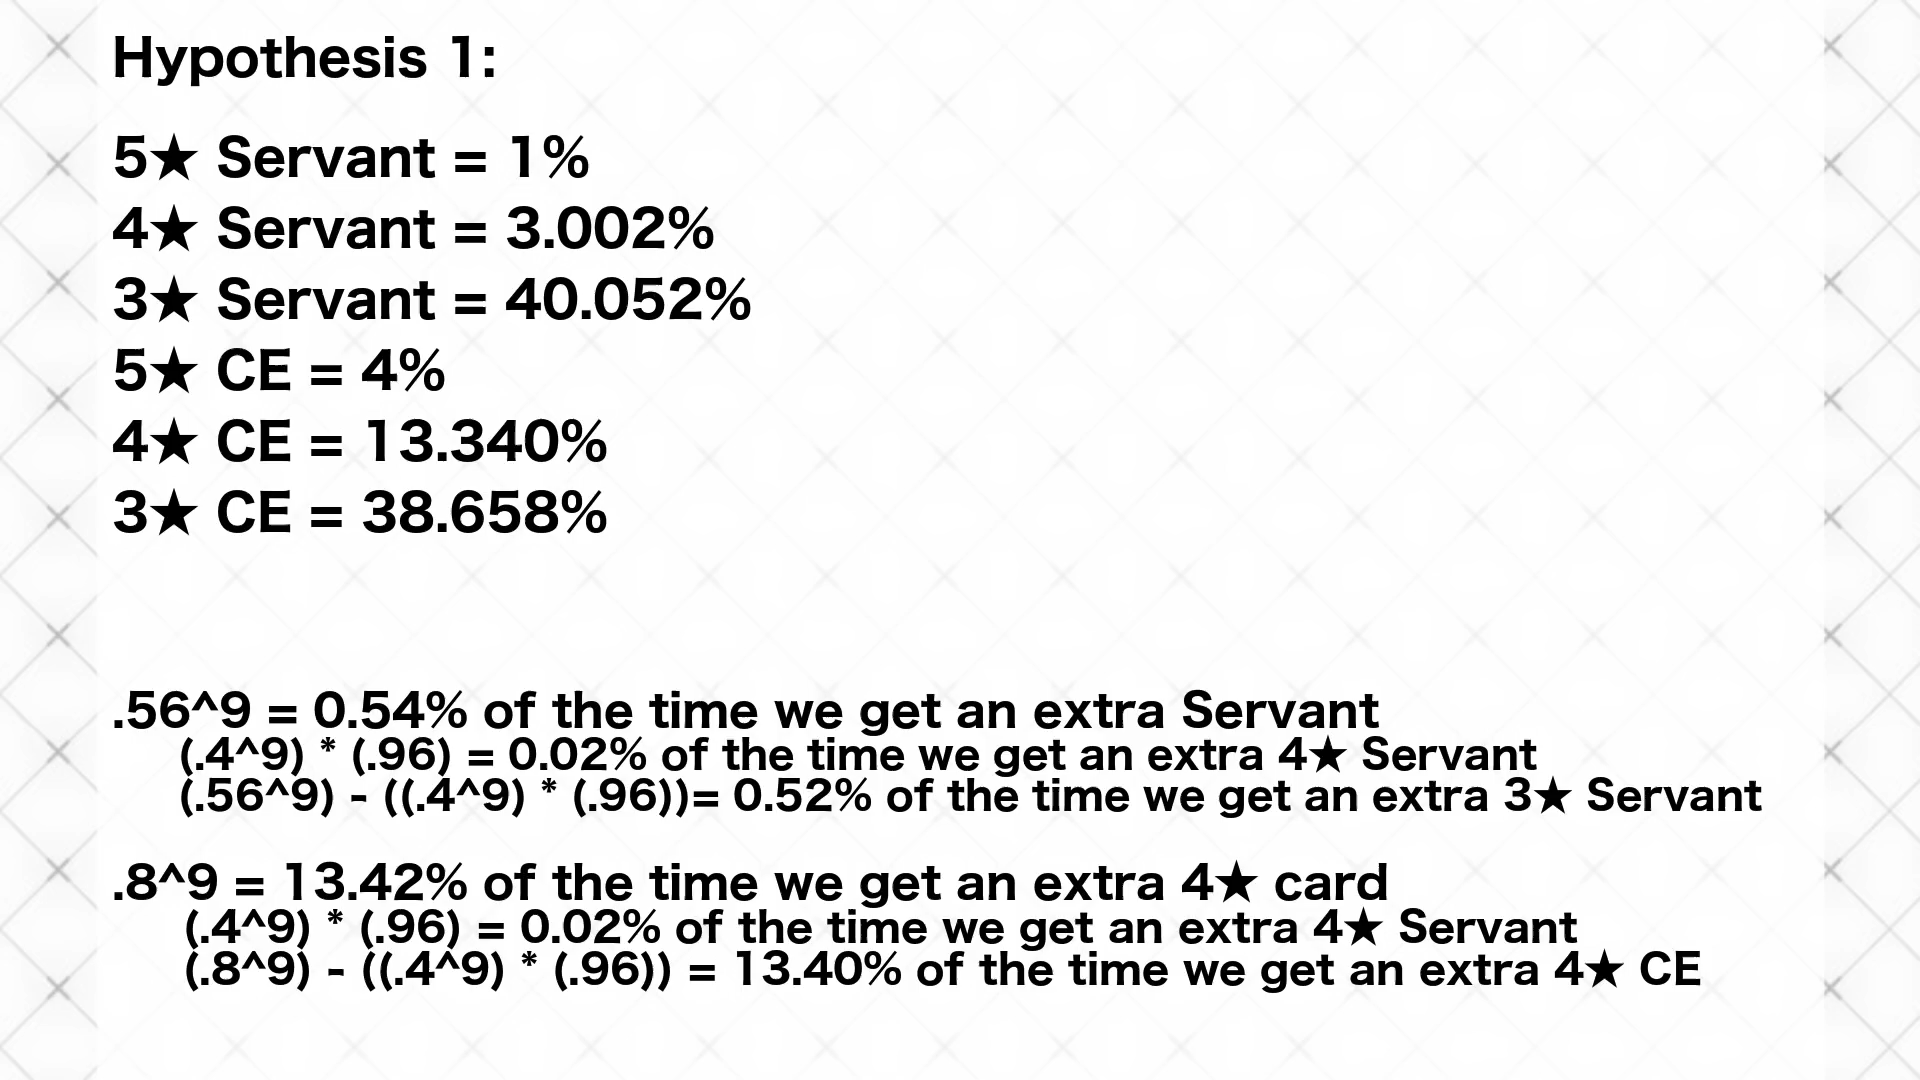 Hypothesis 1:
5★ Servant = 1%
4★ Servant = 3.002%
3★ Servant = 40.052%
5★ CE = 4%
4★ CE = 13.340%
3★ CE = 38.658%
.56^9 = 0.54% of the time we get an extra Servant
(.4^9) * (.96) = 0.02% of the time we get an extra 4★ Servant
(.56^9) - ((.4^9) * (.96))= 0.52% of the time we get an extra 3★ Servant
.8^9 = 13.42% of the time we get an extra 4★ card
(.4^9) * (.96) = 0.02% of the time we get an extra 4★ Servant
(.8^9) - ((.4^9) * (.96)) = 13.40% of the time we get an extra 4★ CE